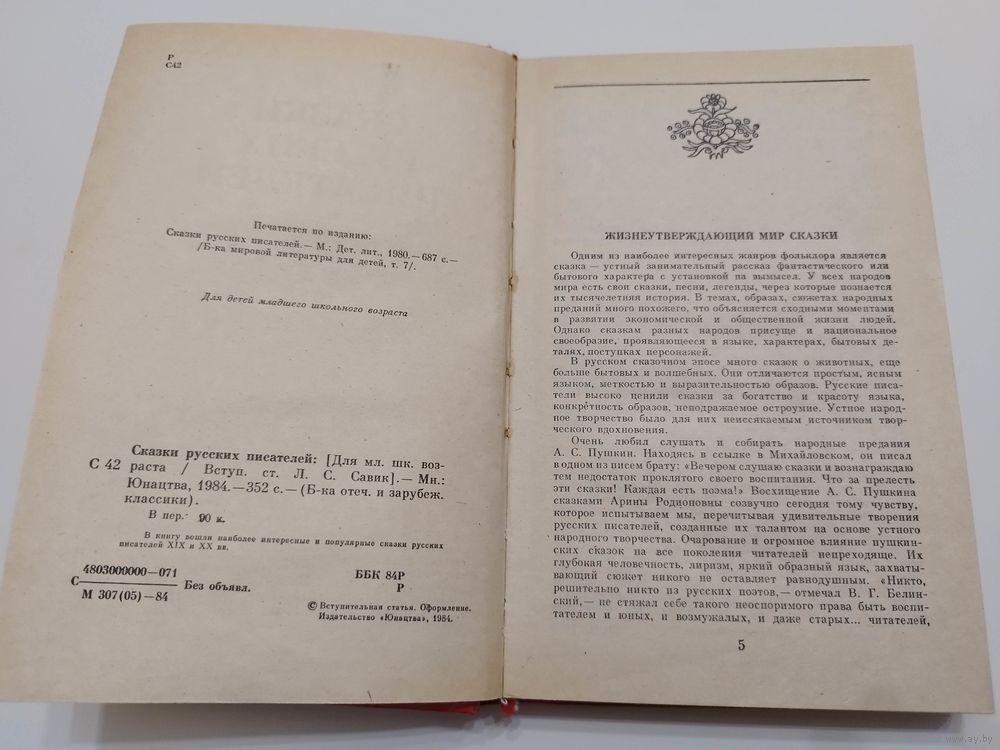 Р
С42
Печатается по изданию:
Сказки русских писателей.— М.: Дет. лит., 1980.—687 с.—
/Б-ка мировой литературы для детей, т. 7/.
Для детей младшего школьного возраста
Сказки русских писателей: [Для мл. шк. воз-
С 42 раста / Вступ. ст. Л. С. Савик].— Мн.:
Юнацтва, 1984.—352 с.— (Б-ка отеч. и зарубеж.
классики).
В пер.: 90 к.
В книгу вошли наиболее интересные и популярные сказки русских
писателей XIX и XX вв.
С 4803000000—071
М 307(05)—84
Без объявл.
ББК 84Р
Р
© Вступительная статья. Оформление.
Издательство «Юнацтва», 1984.
ЖИЗНЕУТВЕРЖДАЮЩИЙ МИР СКАЗКИ
Одним из наиболее интересных жанров фольклора является
сказка — устный занимательный рассказ фантастического или
бытового характера с установкой на вымысел. У всех народов
мира есть свои сказки, песни, легенды, через которые познается
их тысячелетняя история. В темах, образах, сюжетах народных
преданий много похожего, что объясняется сходными моментами
в развитии экономической и общественной жизни людей.
Однако сказкам разных народов присуще и национальное
своеобразие, проявляющееся в языке, характерах, бытовых де-
талях, поступках персонажей.
В русском сказочном эпосе много сказок о животных, еще
больше бытовых и волшебных. Они отличаются простым, ясным
языком, меткостью и выразительностью образов. Русские писа-
тели высоко ценили сказки за богатство и красоту языка,
конкретность образов, неподражаемое остроумие. Устное народ-
ное творчество было для них неиссякаемым источником твор-
ческого вдохновения.
Очень любил слушать и собирать народные предания
А. С. Пушкин. Находясь в ссылке в Михайловском, он писал
в одном из писем брату: «Вечером слушаю сказки и вознаграждаю
тем недостаток проклятого своего воспитания. Что за прелесть
эти сказки! Каждая есть поэма!» Восхищение А. С. Пушкина
сказками Арины Родионовны созвучно сегодня тому чувству,
которое испытываем мы, перечитывая удивительные творения
русских писателей, созданные их талантом на основе устного
народного творчества. Очарование и огромное влияние пушкин-
ских сказок на все поколения читателей непреходяще. Их
глубокая человечность, лиризм, яркий образный язык, захваты-
вающий сюжет никого не оставляет равнодушным. «Никто,
решительно никто из русских поэтов,— отмечал В. Г. Белин-
ский,— не стяжал себе такого неоспоримого права быть воспи-
тателем и юных, и возмужалых, и даже старых... читателей,
5
www.ay.by